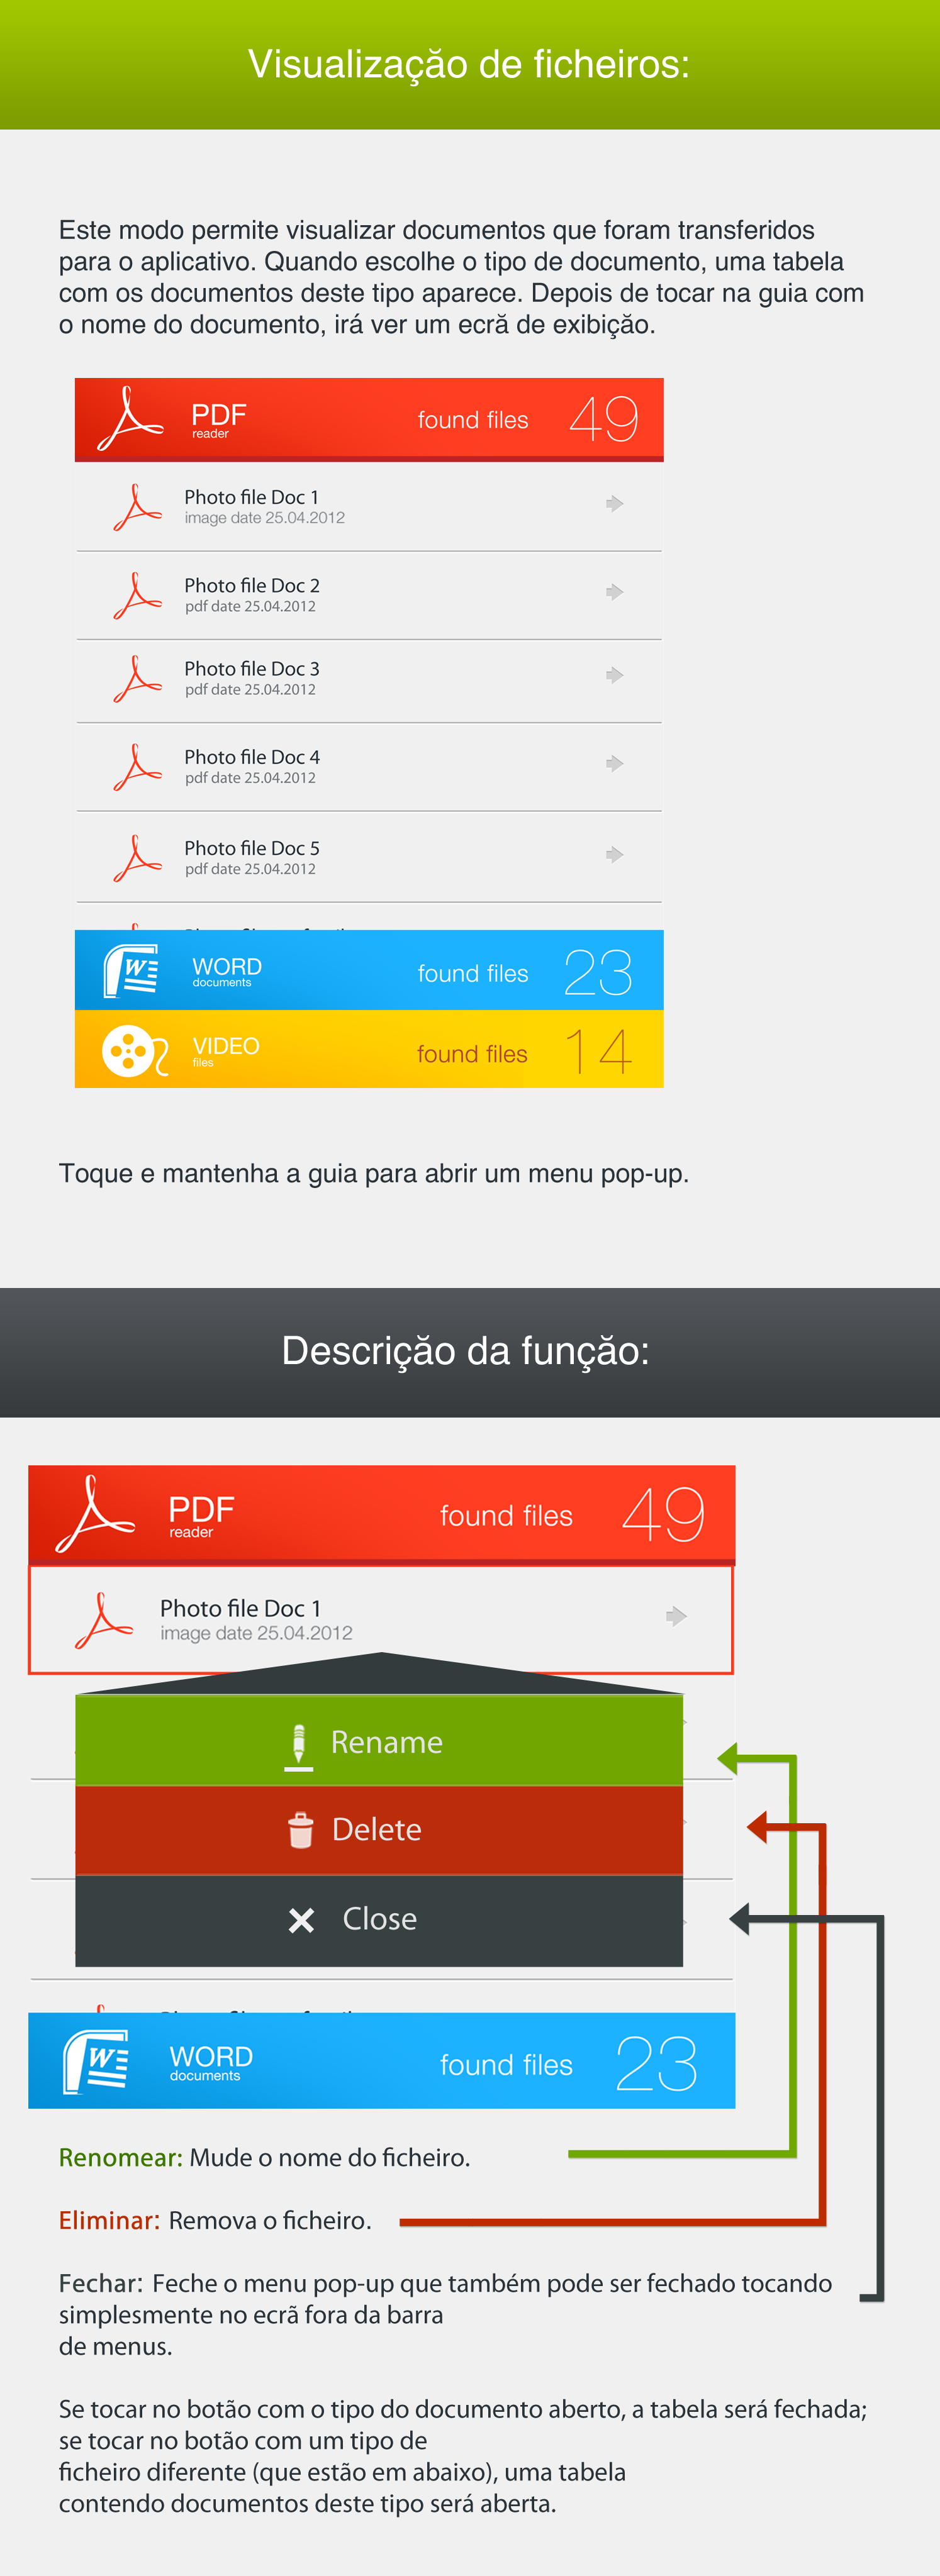 Visualizaçăo de ficheiros:
Este modo permite visualizar documentos que foram transferidos
para o aplicativo. Quando escolhe o tipo de documento, uma tabela
com os documentos deste tipo aparece. Depois de tocar na guia com
o nome do documento, irá ver um ecră de exibiçăo.
PDF
reader
found files 49
Photo file Doc 1
image date 25.04.2012
Photo file Doc 2
pdf date 25.04.2012
Photo file Doc 3
pdf date 25.04.2012
Photo file Doc 4
pdf date 25.04.2012
Photo file Doc 5
pdf date 25.04.2012
WORD
documents
found files 23
VIDEO
files
found files 14
Toque e mantenha a guia para abrir um menu pop-up.
Descriçăo da funçăo:
PDF
reader
found files 49
Photo file Doc 1
image date 25.04.2012
Rename
Delete
Close
W
WORD
documents
found files 23
Renomear: Mude o nome do ficheiro.
Eliminar: Remova o ficheiro.
Fechar: Feche o menu pop-up que também pode ser fechado tocando
simplesmente no ecrã fora da barra
de menus.
Se tocar no botão com o tipo do documento aberto, a tabela será fechada;
se tocar no botão com um tipo de
ficheiro diferente (que estão em abaixo), uma tabela
contendo documentos deste tipo será aberta.